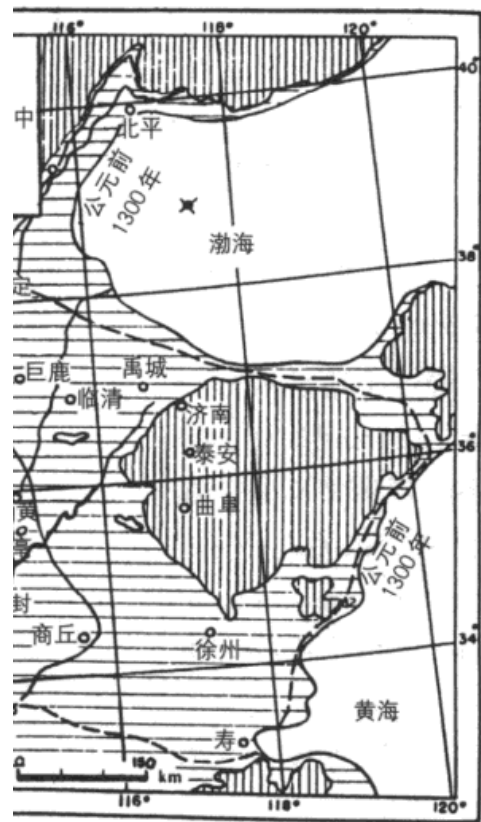 116°
118°
120°
40°
中
北平
公元前
1300年
渤海
38°
定
巨鹿
禹城
临清
济南
泰安
36°
曲阜
黄
亭
公元前
1300年
封
商丘
徐州
34°
黄海
寿
150
km
116°
118°
120°